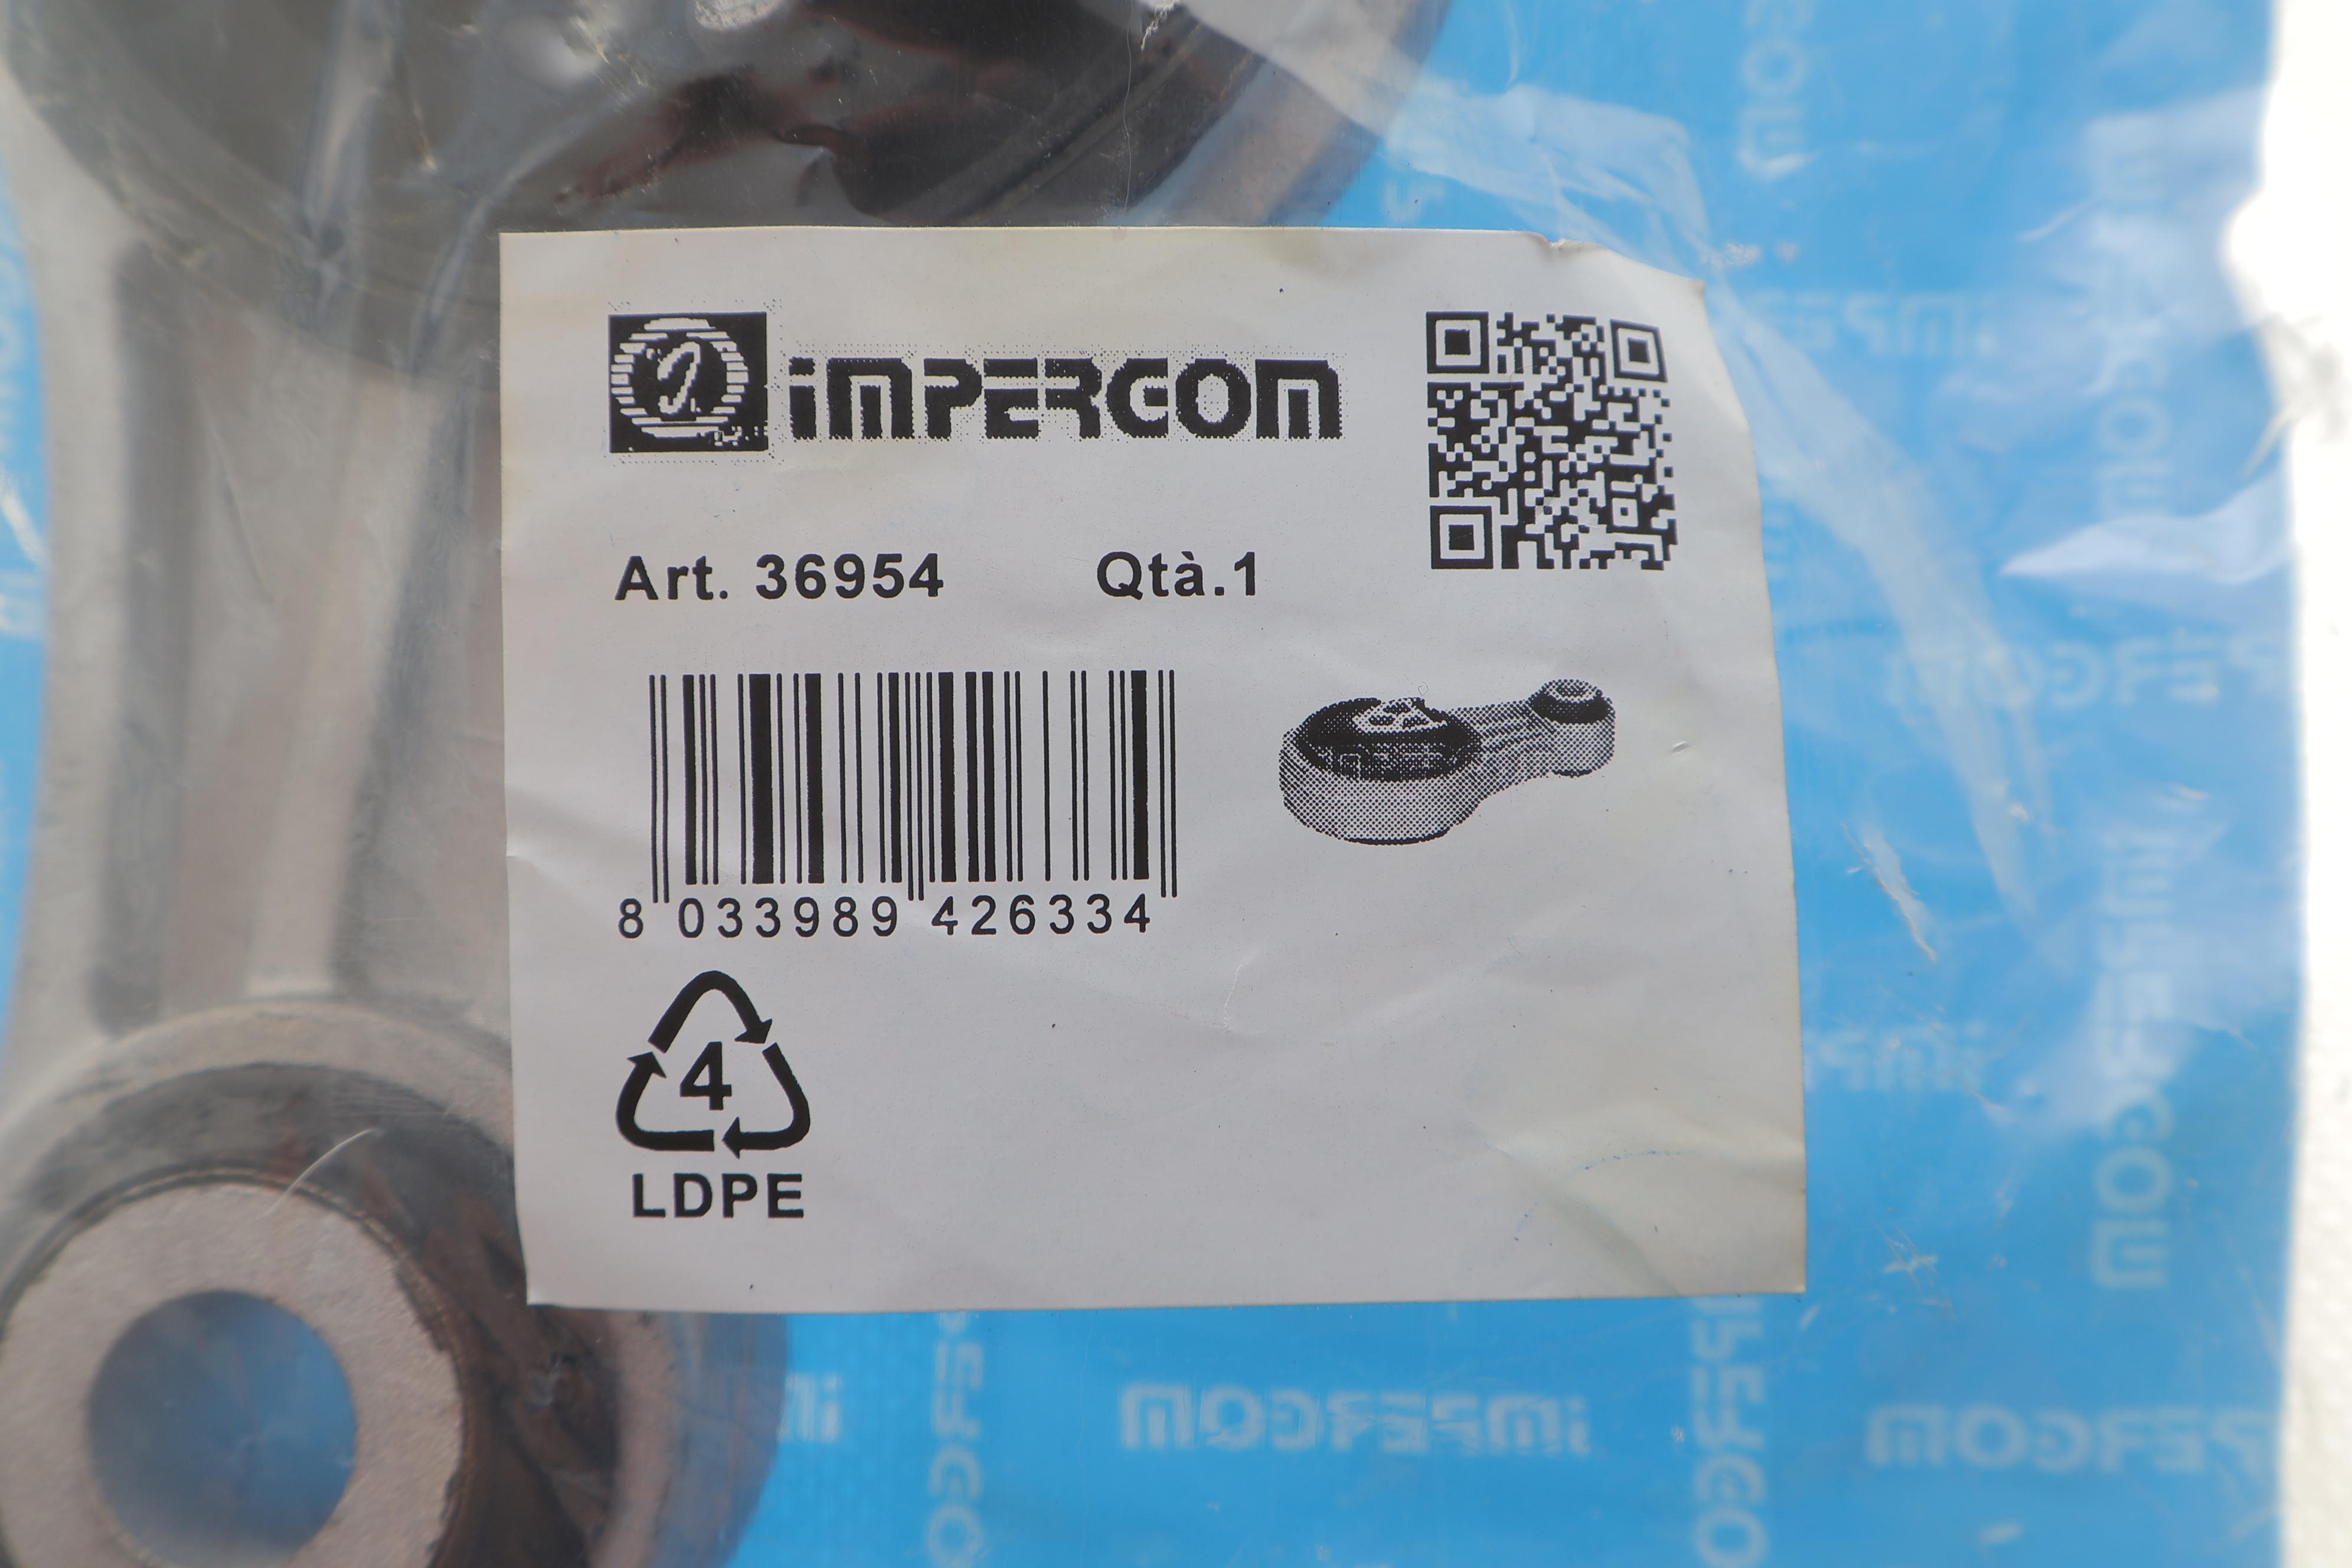 iMPERGOM
Art. 36954 Qtà.1
8 033989 426334
4
LDPE